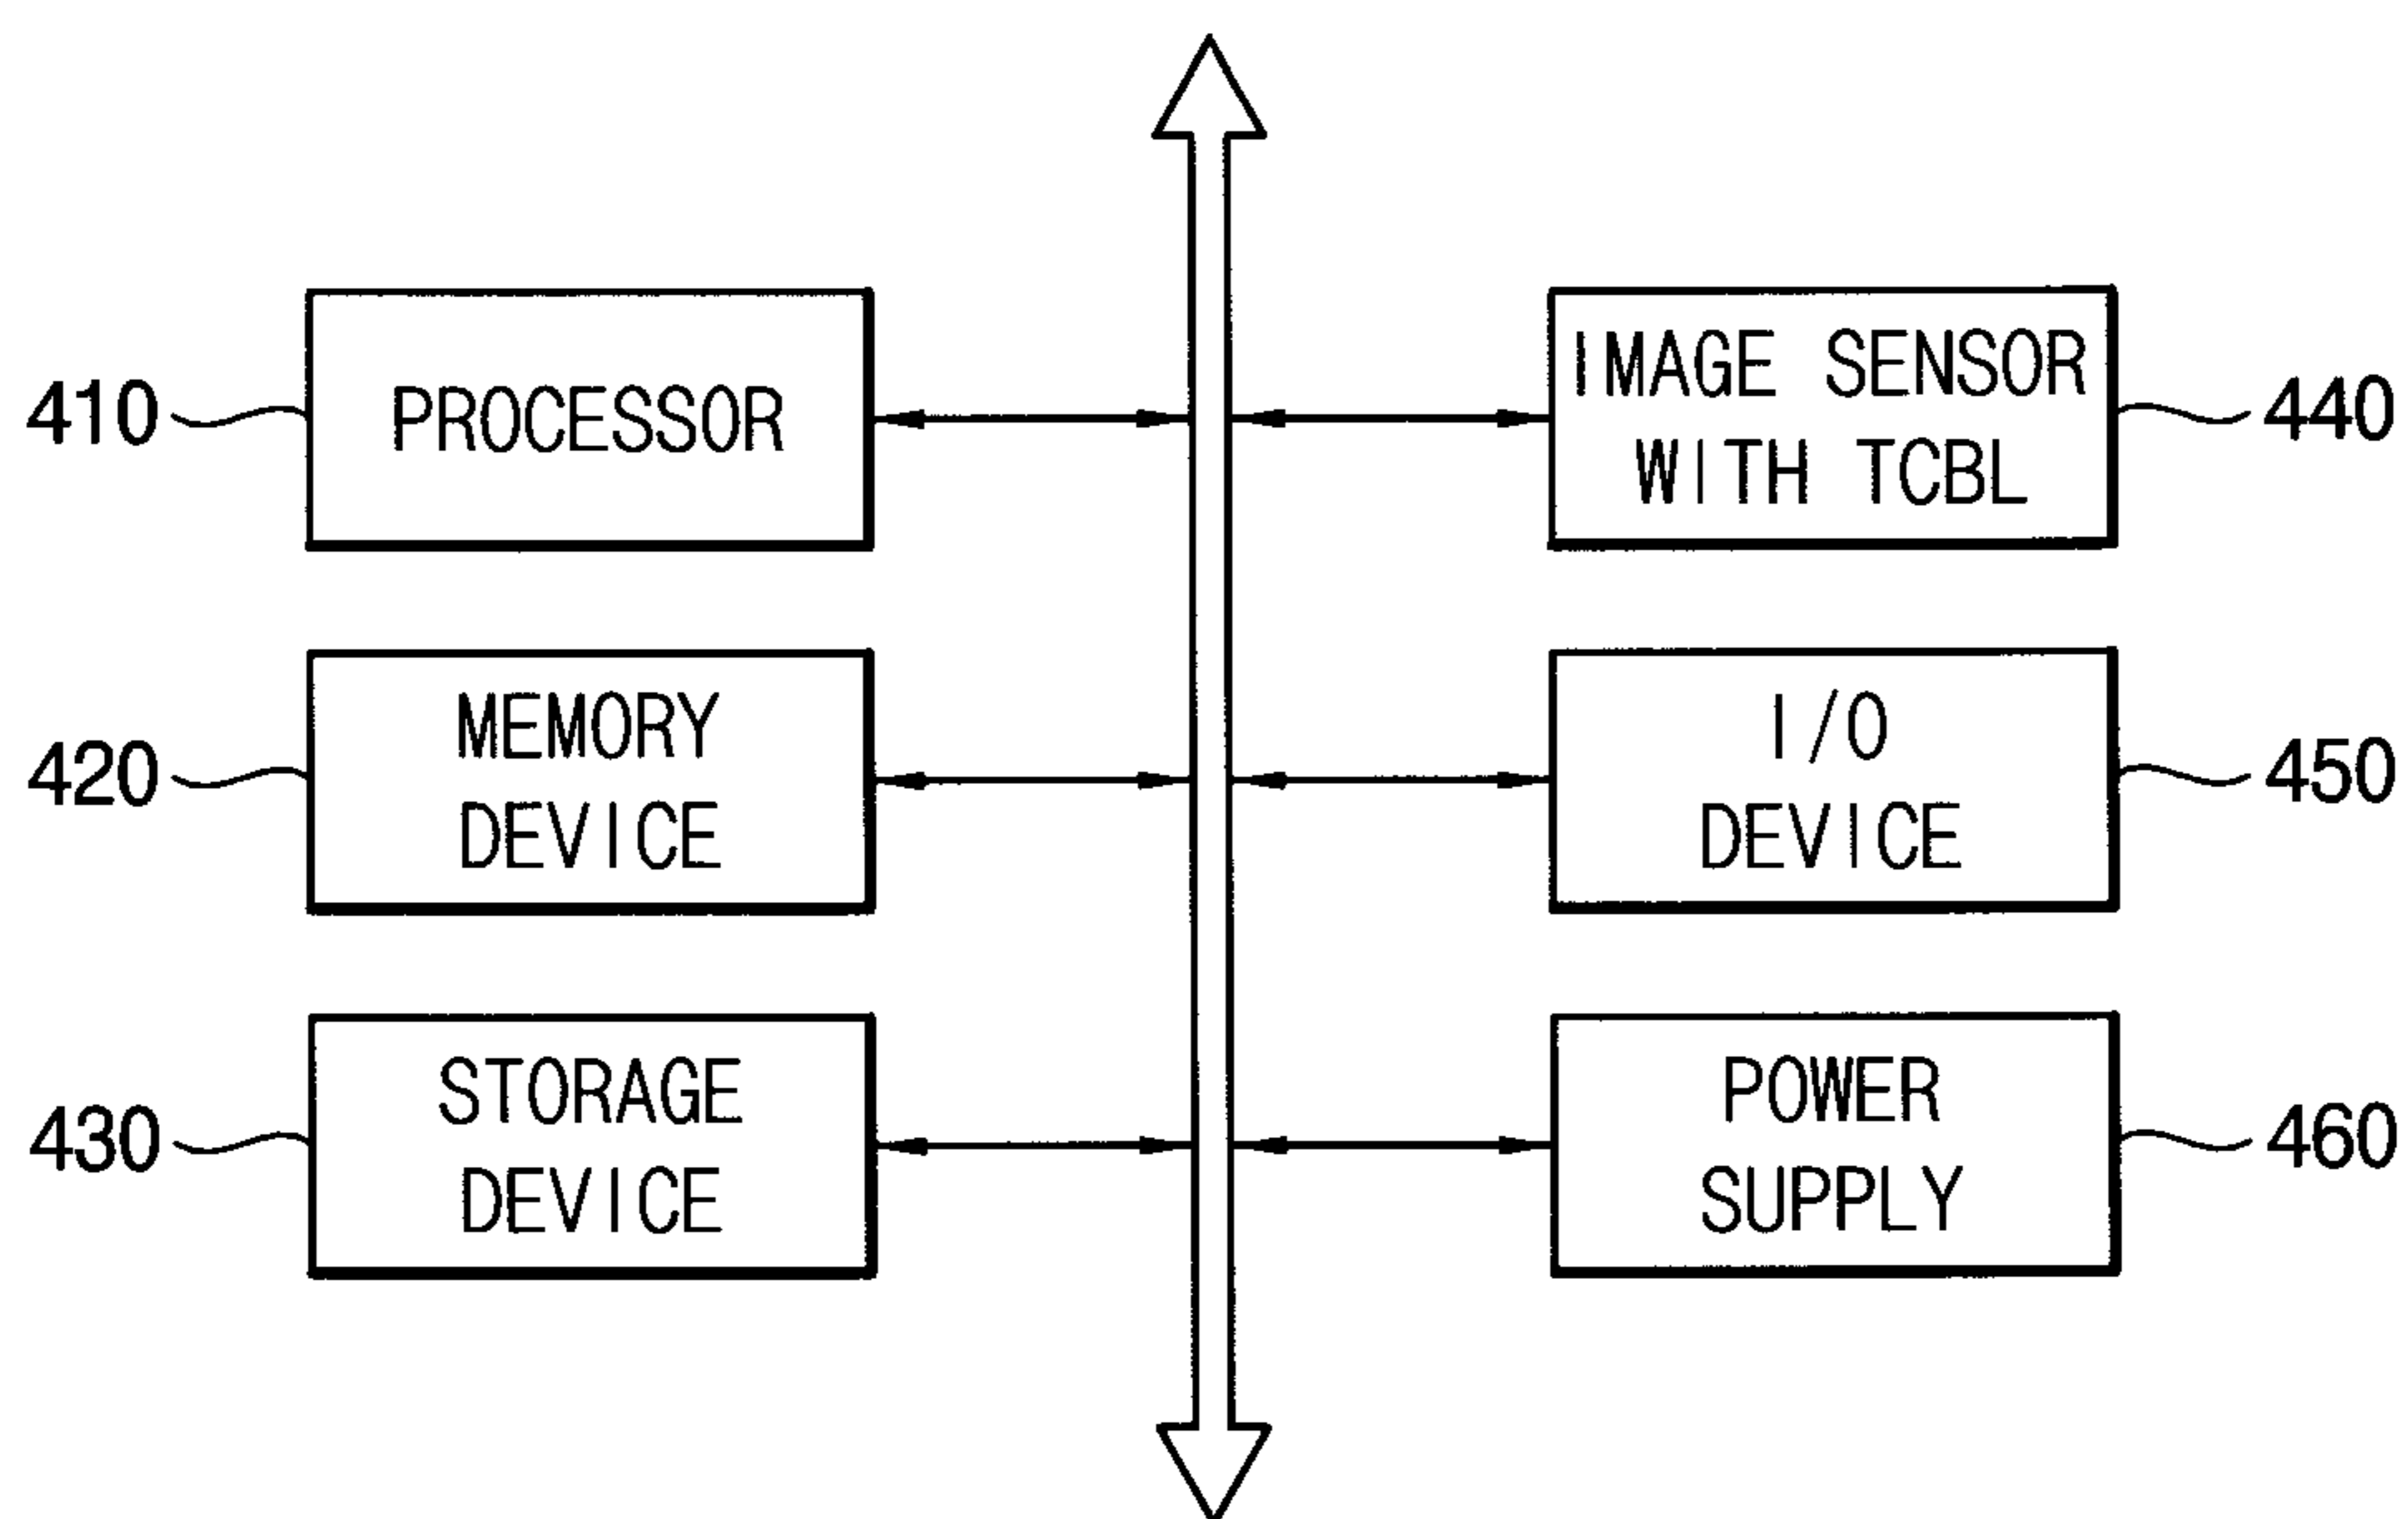 410
PROCESSOR
IMAGE SENSOR
WITH TCBL
440
420
MEMORY
DEVICE
I/O
DEVICE
450
430
STORAGE
DEVICE
POWER
SUPPLY
460